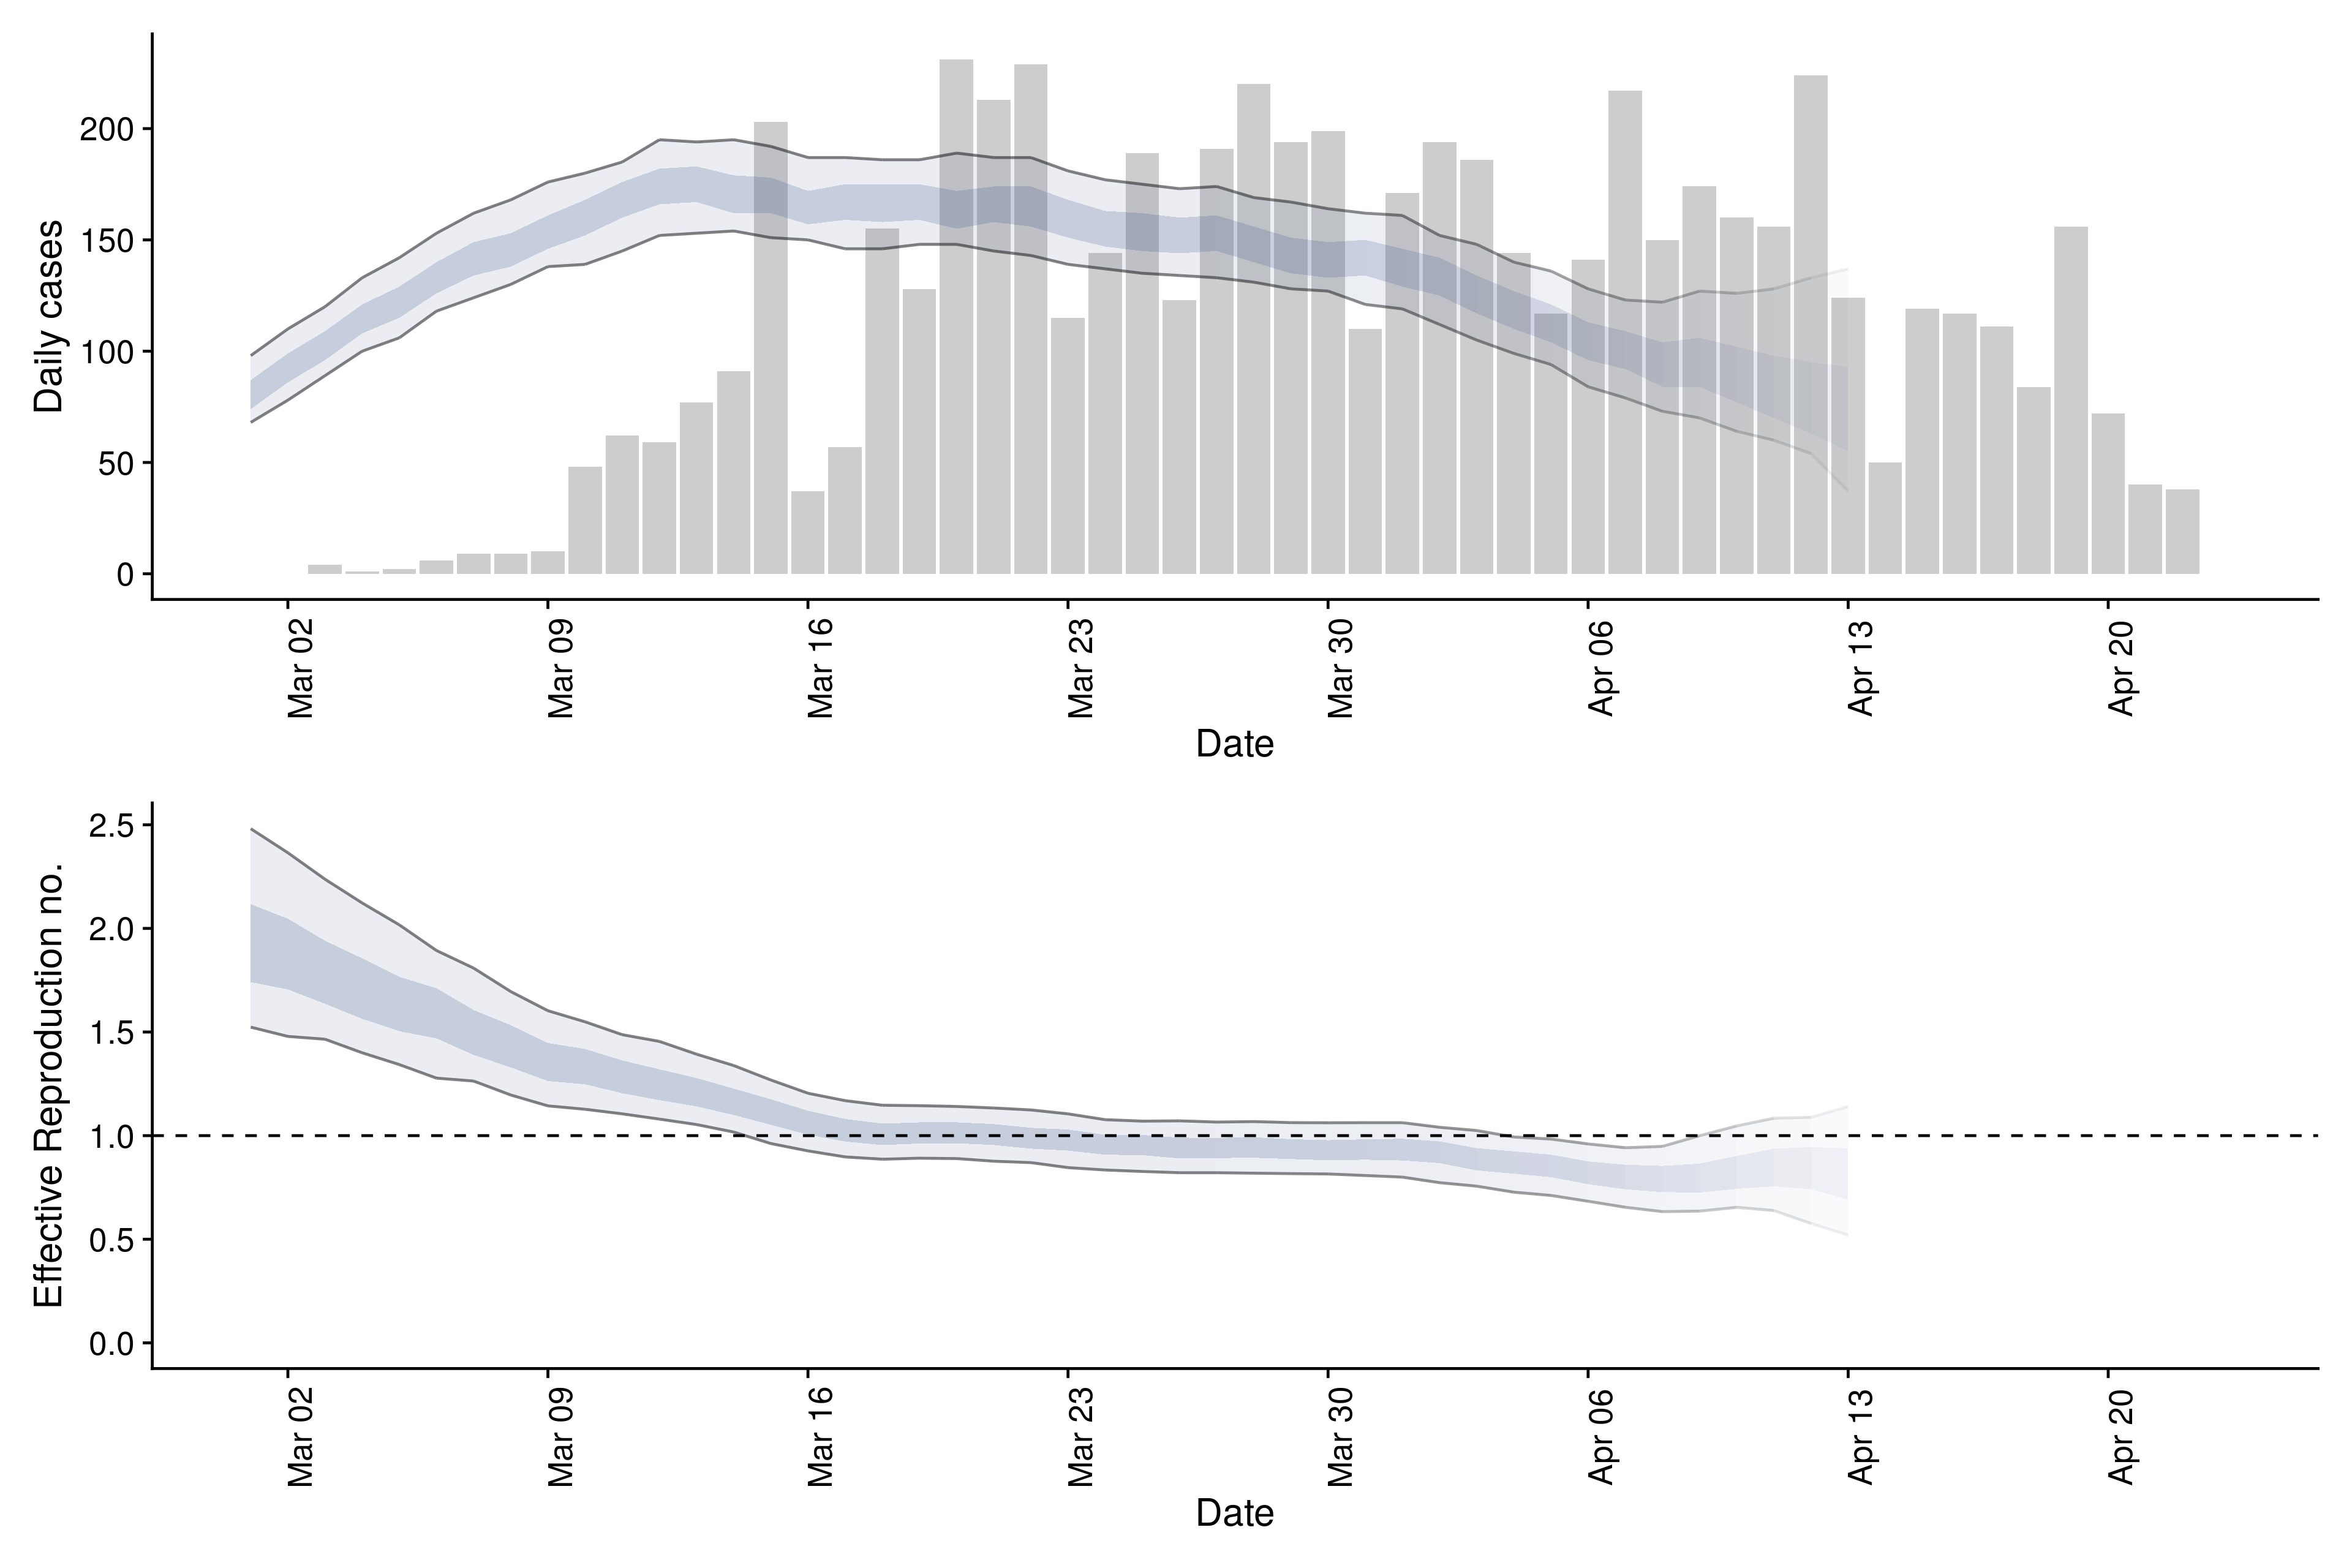 Daily cases
200
150
100
50
0
Mar 02
Mar 09
Mar 16
Mar 23
Mar 30
Apr 06
Apr 13
Apr 20
Date
Effective Reproduction no.
2.5
2.0
1.5
1.0
0.5
0.0
Mar 02
Mar 09
Mar 16
Mar 23
Mar 30
Apr 06
Apr 13
Apr 20
Date